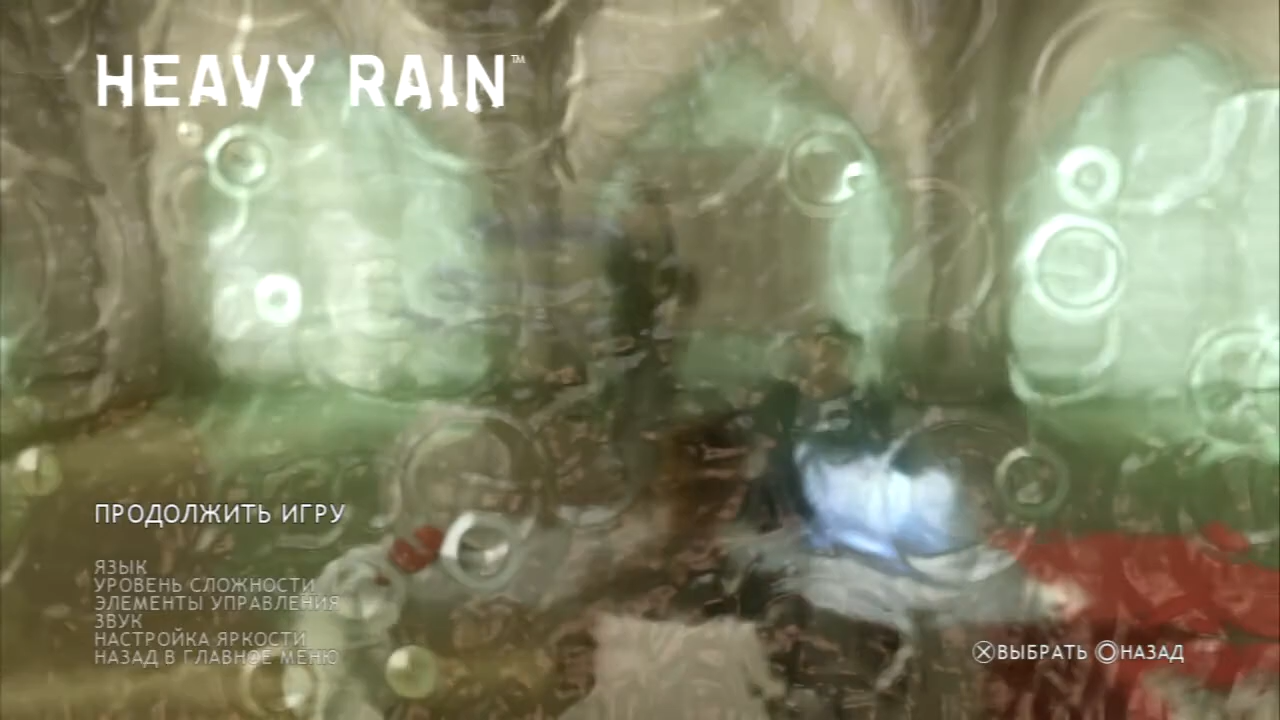 HEAVY RAIN™
ПРОДОЛЖИТЬ ИГРУ
ЯЗЫК
УРОВЕНЬ СЛОЖНОСТИ
ЭЛЕМЕНТЫ УПРАВЛЕНИЯ
ЗВУК
НАСТРОЙКА ЯРКОСТИ
НАЗАД В ГЛАВНОЕ МЕНЮ
ВЫБРАТЬ НАЗАД